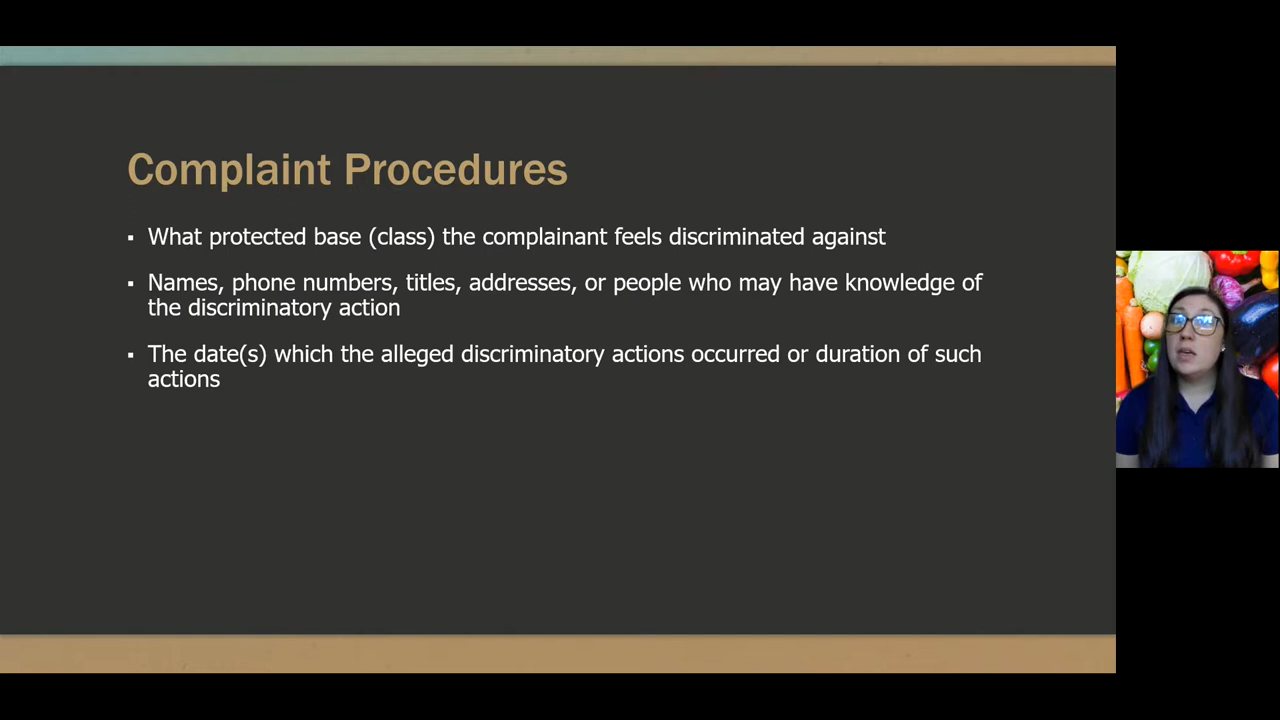 Complaint Procedures
▪ What protected base (class) the complainant feels discriminated against
▪ Names, phone numbers, titles, addresses, or people who may have knowledge of
the discriminatory action
▪ The date(s) which the alleged discriminatory actions occurred or duration of such
actions